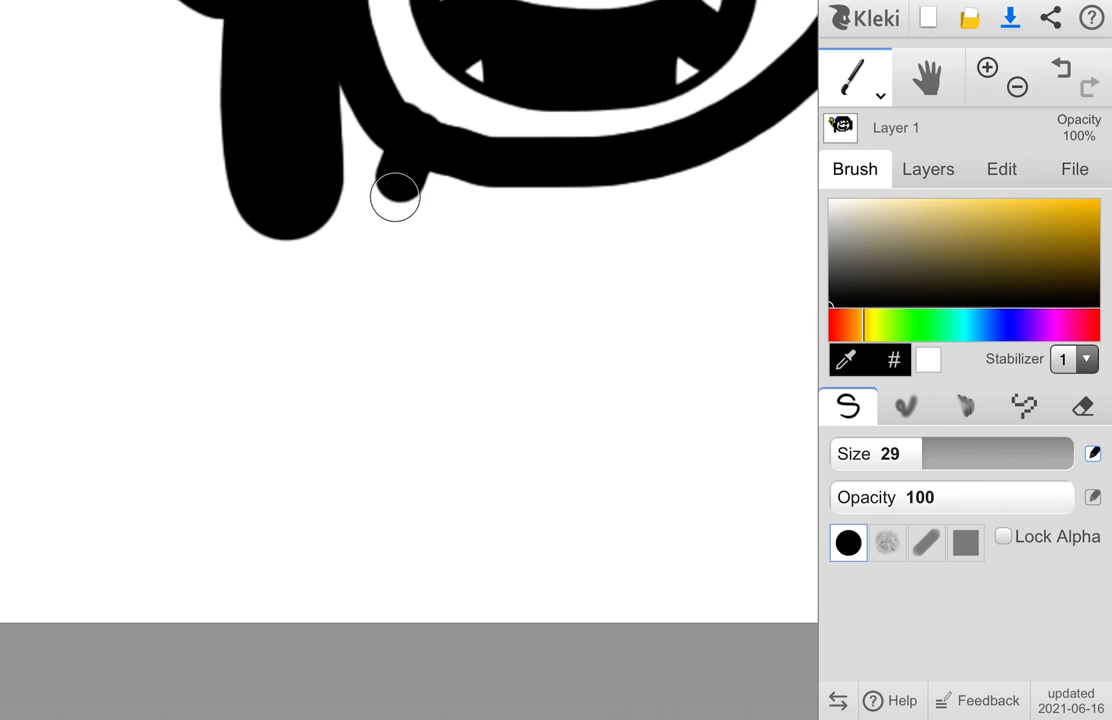 Kleki
Layer 1
Opacity
100%
Brush
Layers
Edit
File
#
Stabilizer 1
Size 29
Opacity 100
Lock Alpha
Help
Feedback
updated
2021-06-16